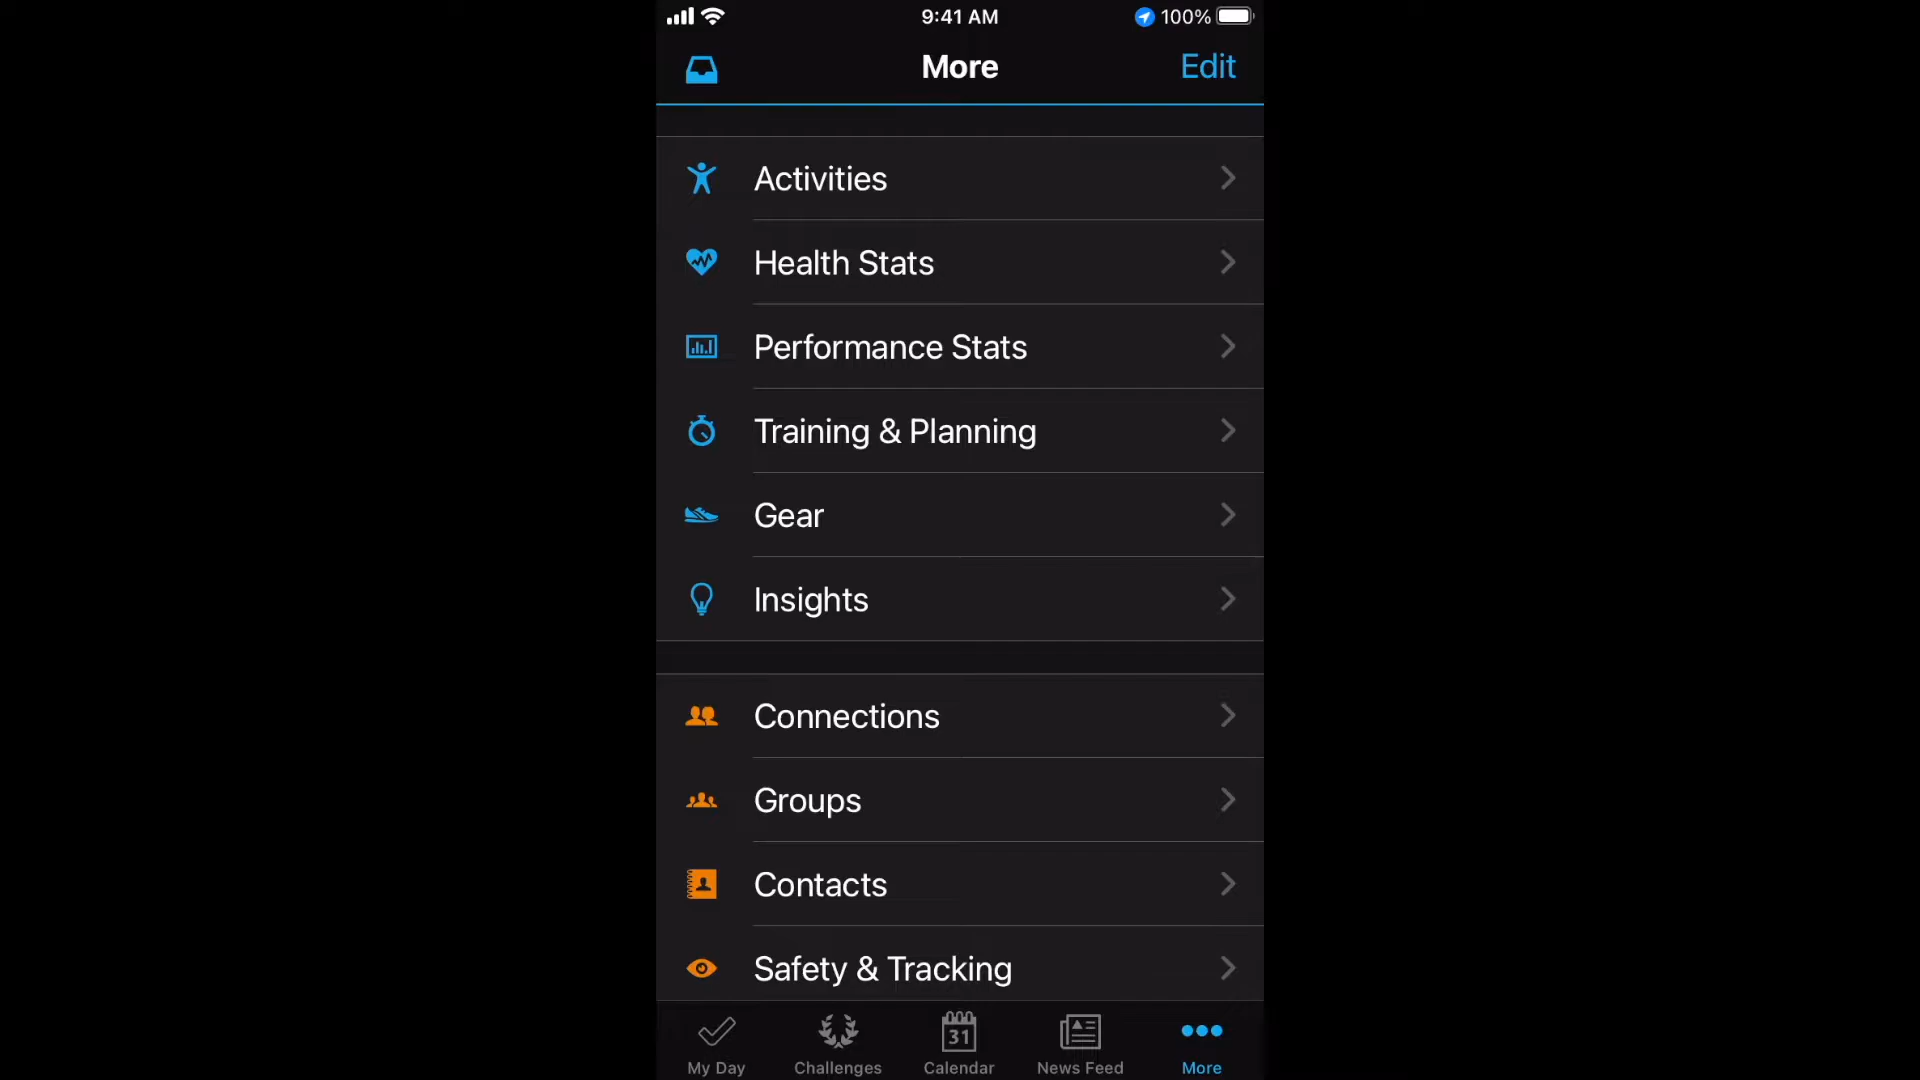 9:41 AM
100%
More
Edit
Activities
Health Stats
Performance Stats
Training & Planning
Gear
Insights
Connections
Groups
Contacts
Safety & Tracking
31
My Day
Challenges
Calendar
News Feed
More